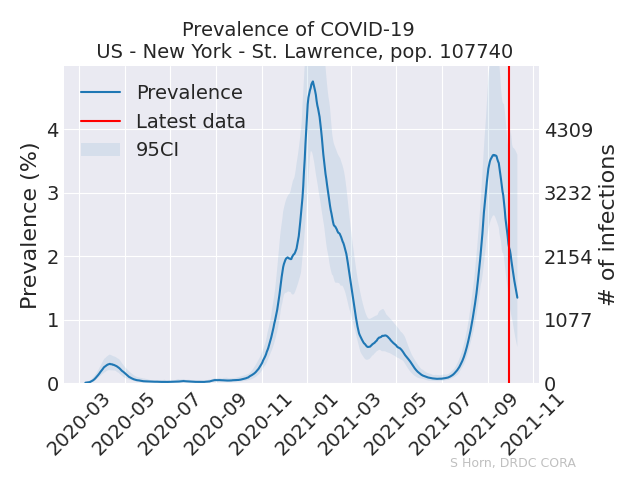 Prevalence of COVID-19
US - New York - St. Lawrence, pop. 107740
Prevalence
Latest data
95CI
Prevalence (%)
4
3
2
1
0
4309
3232
2154
1077
0
# of infections
2020-03
2020-05
2020-07
2020-09
2020-11
2021-01
2021-03
2021-05
2021-07
2021-09
2021-11
S Horn, DRDC CORA